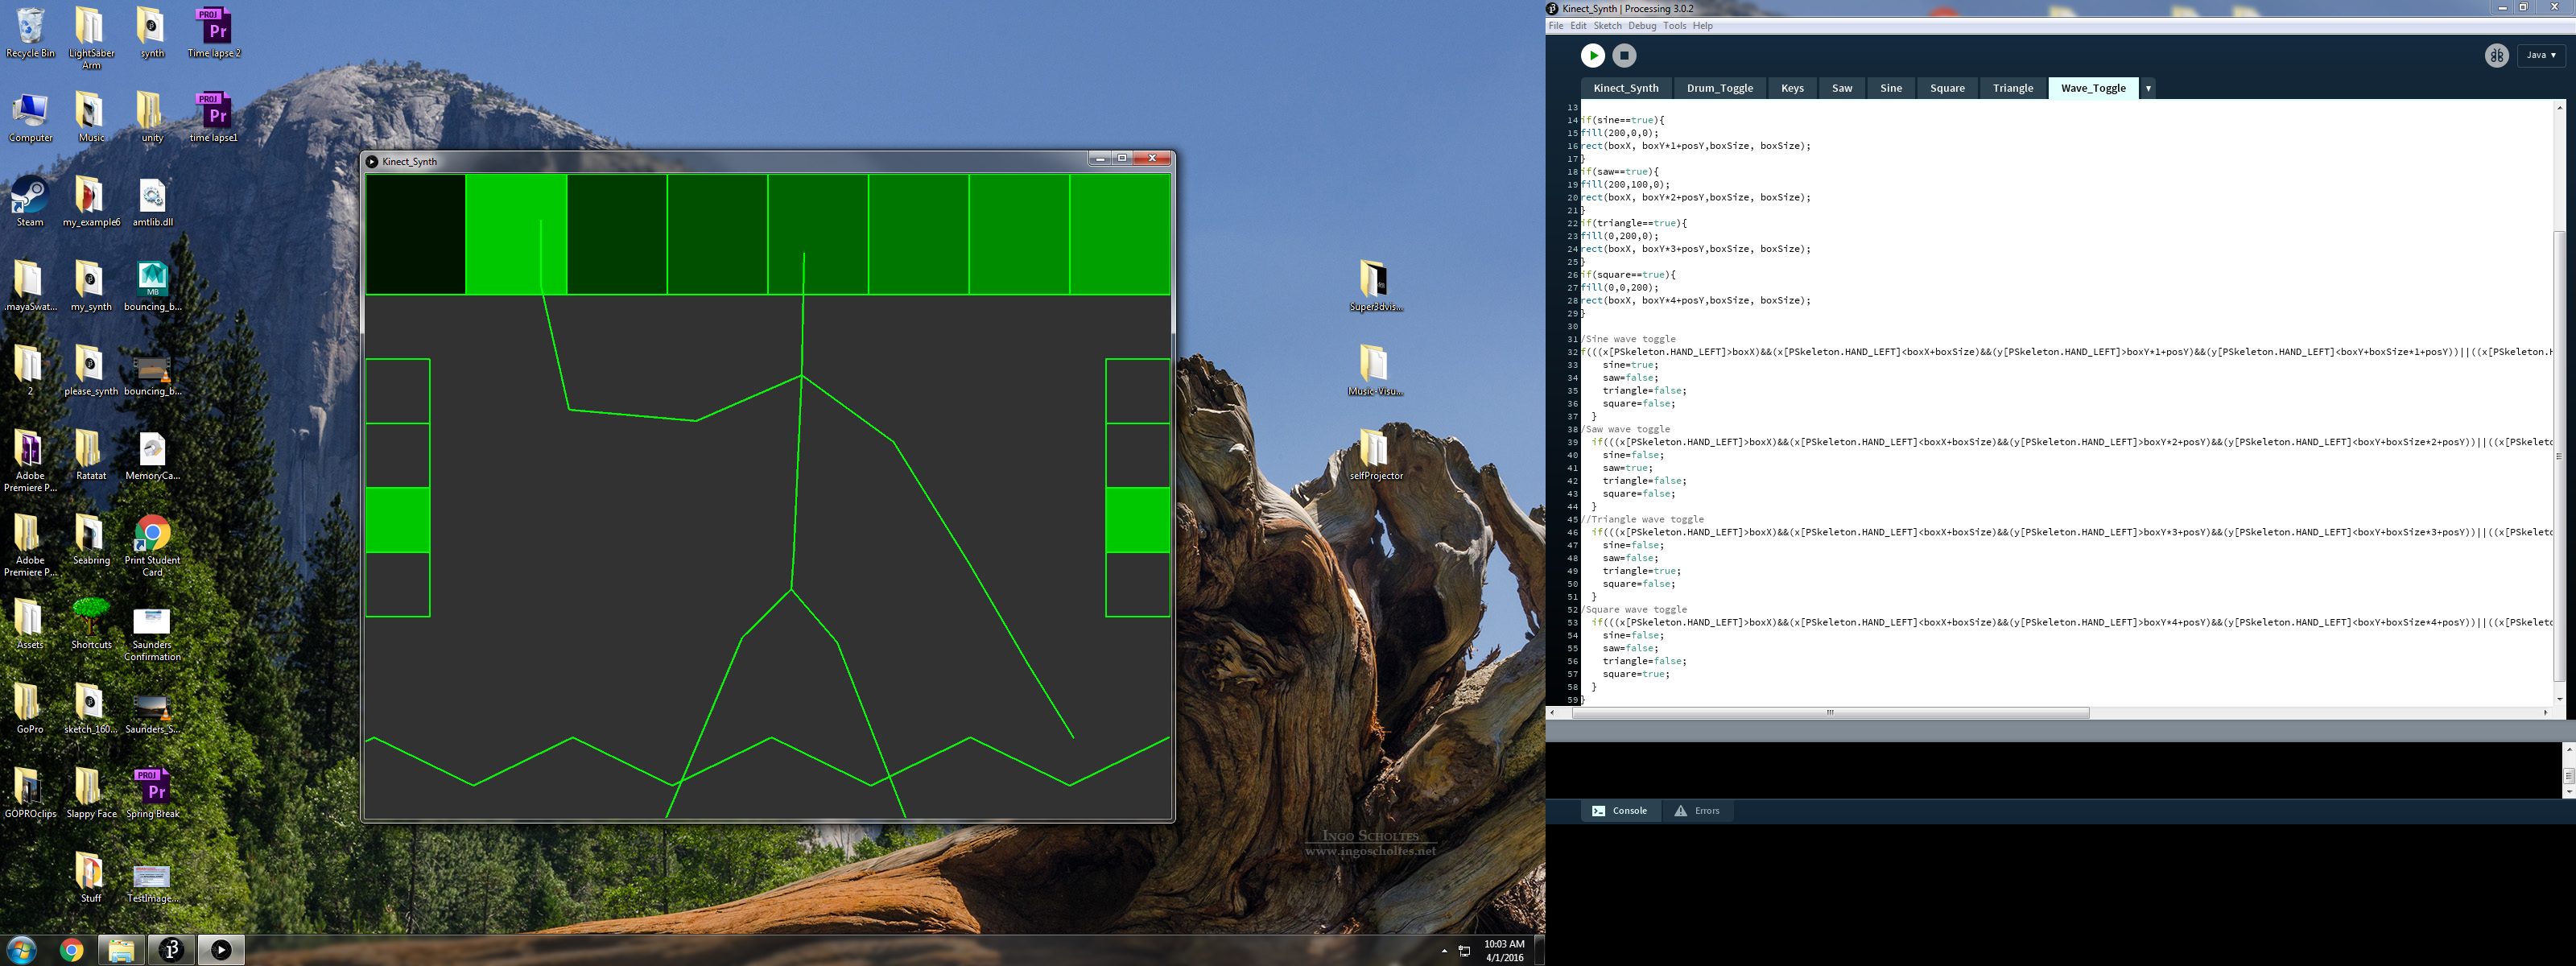 Recycle Bin
LightSaber
Arm
synth
Time lapse 2
Computer
Music
unity
time lapse1
Steam
my_example6
amtlib.dll
.mayaSwat...
my_synth
bouncing_b...
2
please_synth
bouncing_b...
Adobe
Premiere P...
Ratatat
MemoryCa...
Adobe
Premiere P...
Seabring
Print Student
Card
Assets
Shortcuts
Saunders
Confirmation
GoPro
sketch_160...
Saunders_S...
GOPROclips
Slappy Face
Spring Break
Stuff
TestImage...
Kinect_Synth
Super3dvis...
Music-Visu...
selfProjector
INGO SCHOLTES
www.ingoscholtes.net
10:03 AM
4/1/2016
Kinect_Synth | Processing 3.0.2
File Edit Sketch Debug Tools Help
Java ▾
Kinect_Synth Drum_Toggle Keys Saw Sine Square Triangle Wave_Toggle ▾
13
14 if(sine==true){
15 fill(200,0,0);
16 rect(boxX, boxY*1+posY,boxSize, boxSize);
17 }
18 if(saw==true){
19 fill(200,100,0);
20 rect(boxX, boxY*2+posY,boxSize, boxSize);
21 }
22 if(triangle==true){
23 fill(0,200,0);
24 rect(boxX, boxY*3+posY,boxSize, boxSize);
25 }
26 if(square==true){
27 fill(0,0,200);
28 rect(boxX, boxY*4+posY,boxSize, boxSize);
29 }
30
31 /Sine wave toggle
32 f(((x[PSkeleton.HAND_LEFT]>boxX)&&(x[PSkeleton.HAND_LEFT]<boxX+boxSize)&&(y[PSkeleton.HAND_LEFT]>boxY*1+posY)&&(y[PSkeleton.HAND_LEFT]<boxY+boxSize*1+posY))||((x[PSkeleton.H
33 sine=true;
34 saw=false;
35 triangle=false;
36 square=false;
37 }
38 /Saw wave toggle
39 if(((x[PSkeleton.HAND_LEFT]>boxX)&&(x[PSkeleton.HAND_LEFT]<boxX+boxSize)&&(y[PSkeleton.HAND_LEFT]>boxY*2+posY)&&(y[PSkeleton.HAND_LEFT]<boxY+boxSize*2+posY))||((x[PSkelet
40 sine=false;
41 saw=true;
42 triangle=false;
43 square=false;
44 }
45 //Triangle wave toggle
46 if(((x[PSkeleton.HAND_LEFT]>boxX)&&(x[PSkeleton.HAND_LEFT]<boxX+boxSize)&&(y[PSkeleton.HAND_LEFT]>boxY*3+posY)&&(y[PSkeleton.HAND_LEFT]<boxY+boxSize*3+posY))||((x[PSkelet
47 sine=false;
48 saw=false;
49 triangle=true;
50 square=false;
51 }
52 /Square wave toggle
53 if(((x[PSkeleton.HAND_LEFT]>boxX)&&(x[PSkeleton.HAND_LEFT]<boxX+boxSize)&&(y[PSkeleton.HAND_LEFT]>boxY*4+posY)&&(y[PSkeleton.HAND_LEFT]<boxY+boxSize*4+posY))||((x[PSkelet
54 sine=false;
55 saw=false;
56 triangle=false;
57 square=true;
58 }
59 }
Console Errors